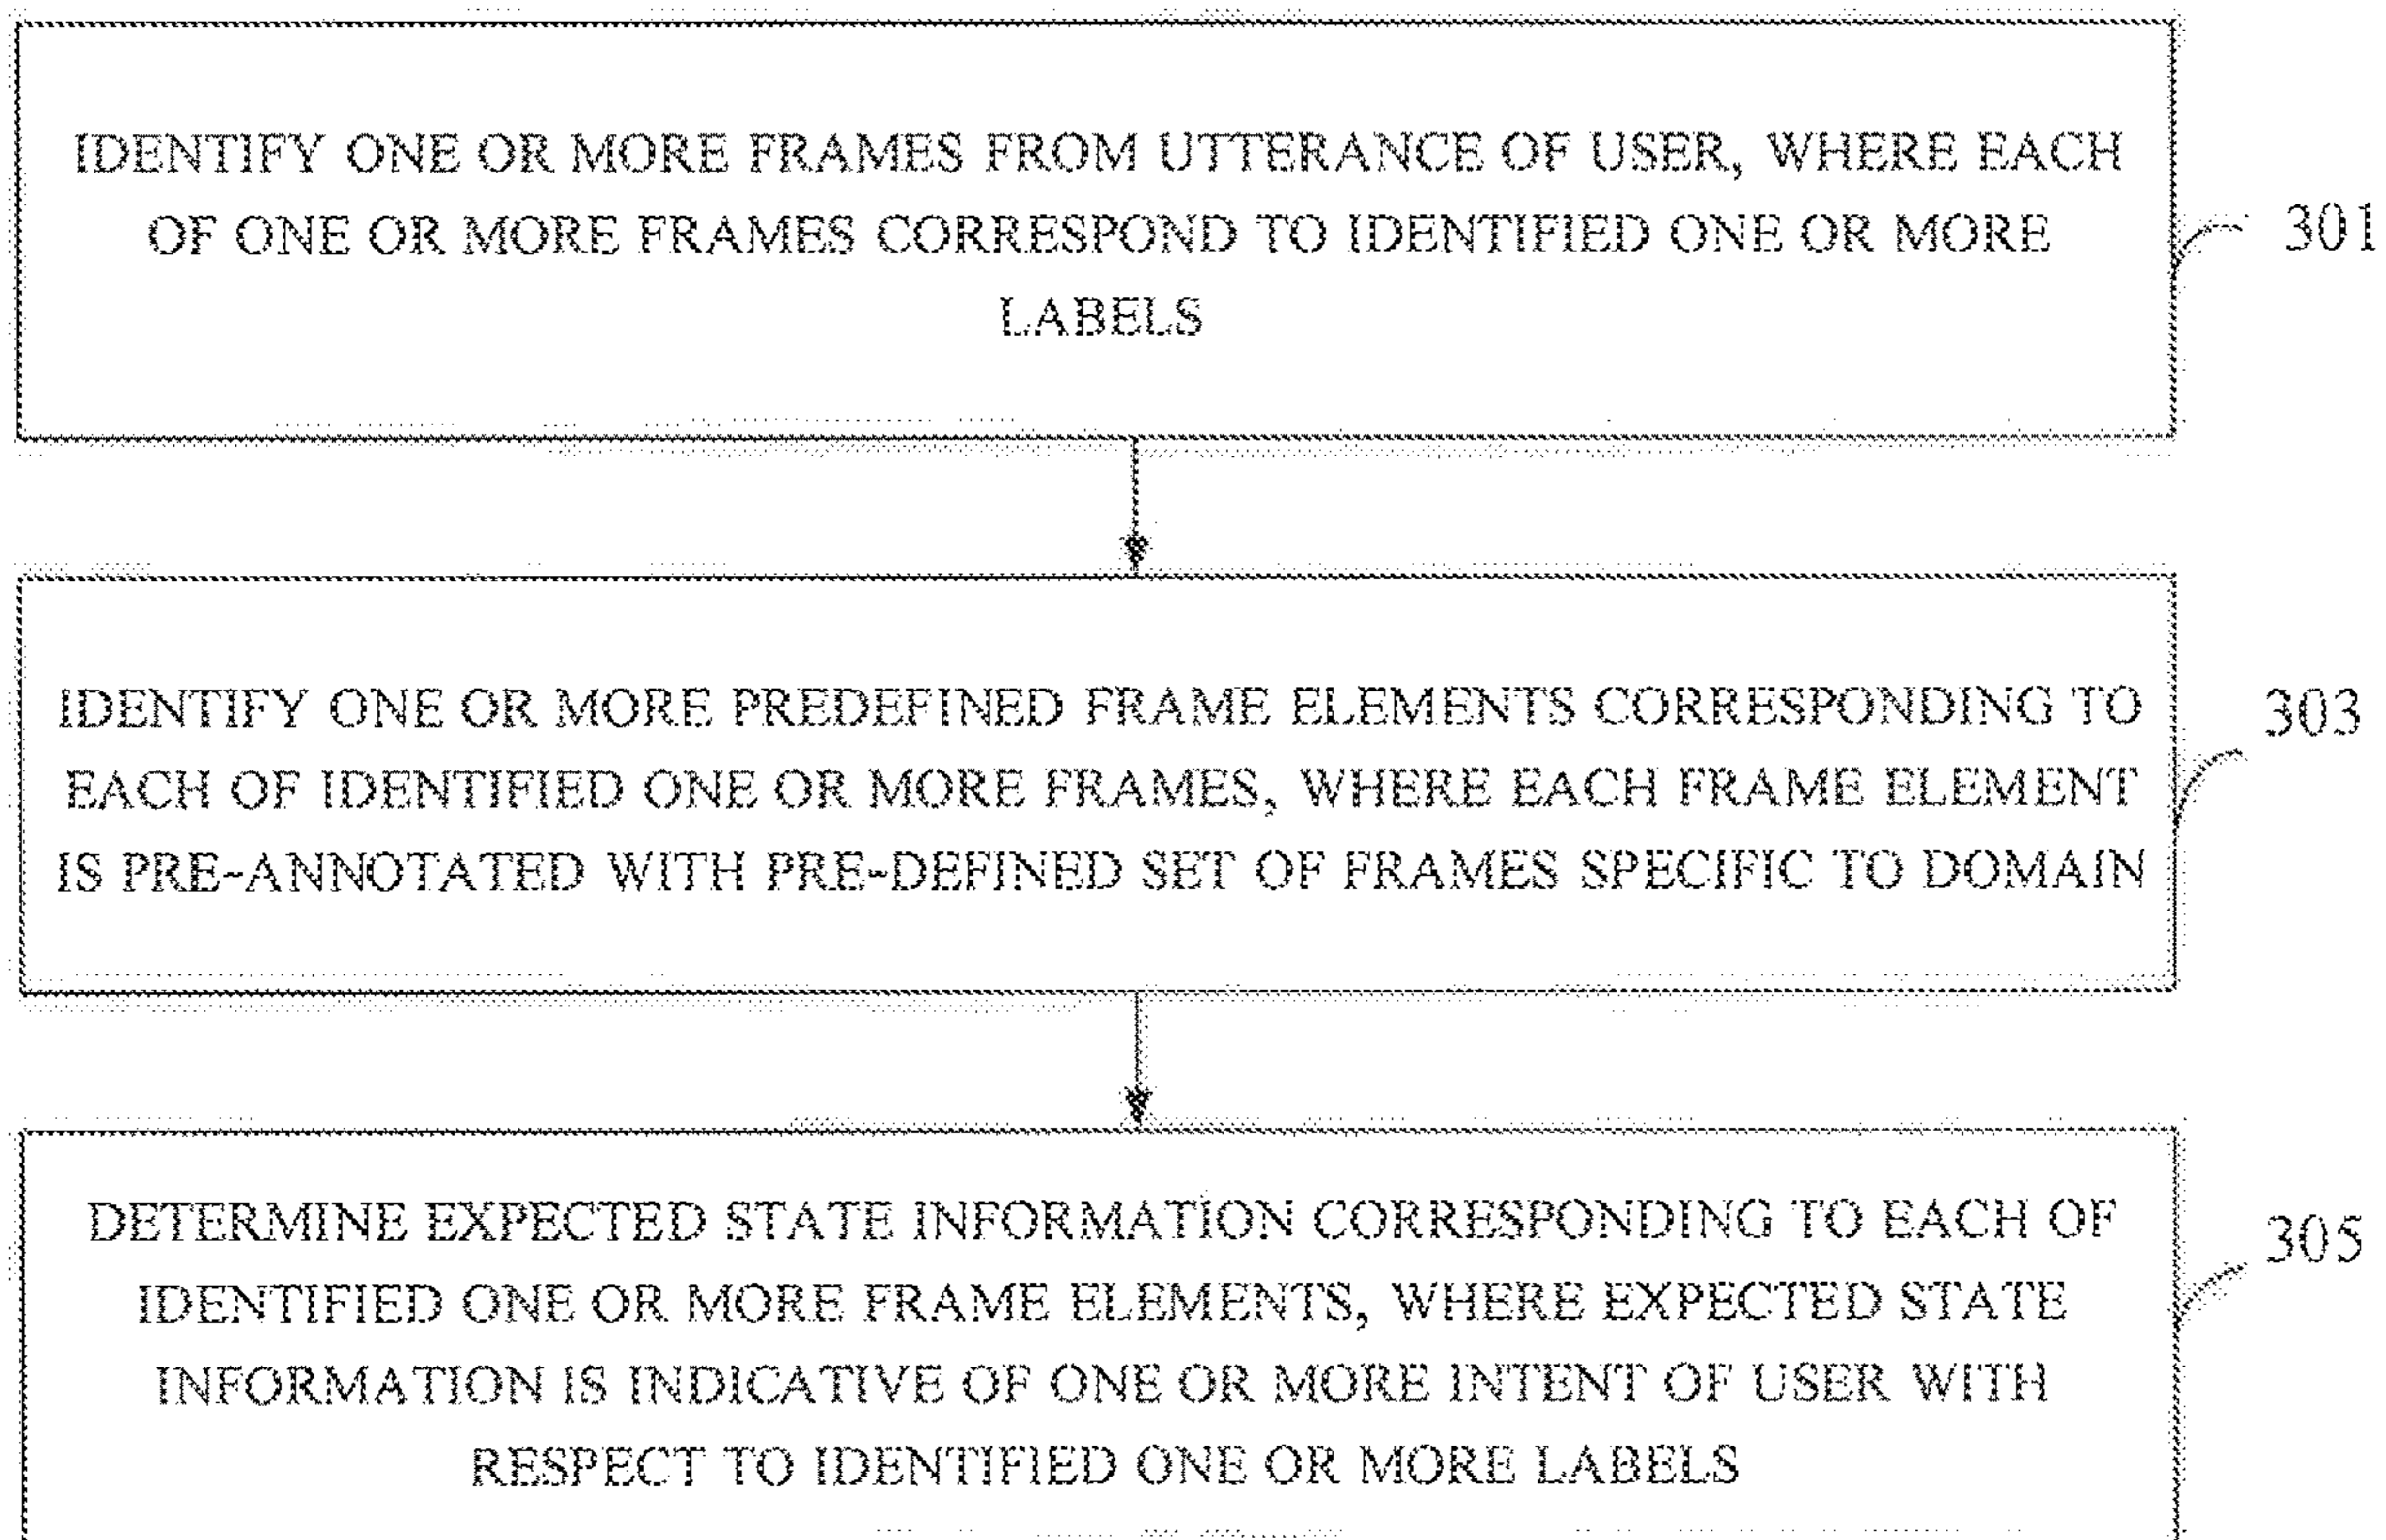 IDENTIFY ONE OR MORE FRAMES FROM UTTERANCE OF USER, WHERE EACH
OF ONE OR MORE FRAMES CORRESPOND TO IDENTIFIED ONE OR MORE
LABELS
301
IDENTIFY ONE OR MORE PREDEFINED FRAME ELEMENTS CORRESPONDING TO
EACH OF IDENTIFIED ONE OR MORE FRAMES, WHERE EACH FRAME ELEMENT
IS PRE-ANNOTATED WITH PRE-DEFINED SET OF FRAMES SPECIFIC TO DOMAIN
303
DETERMINE EXPECTED STATE INFORMATION CORRESPONDING TO EACH OF
IDENTIFIED ONE OR MORE FRAME ELEMENTS, WHERE EXPECTED STATE
INFORMATION IS INDICATIVE OF ONE OR MORE INTENT OF USER WITH
RESPECT TO IDENTIFIED ONE OR MORE LABELS
305